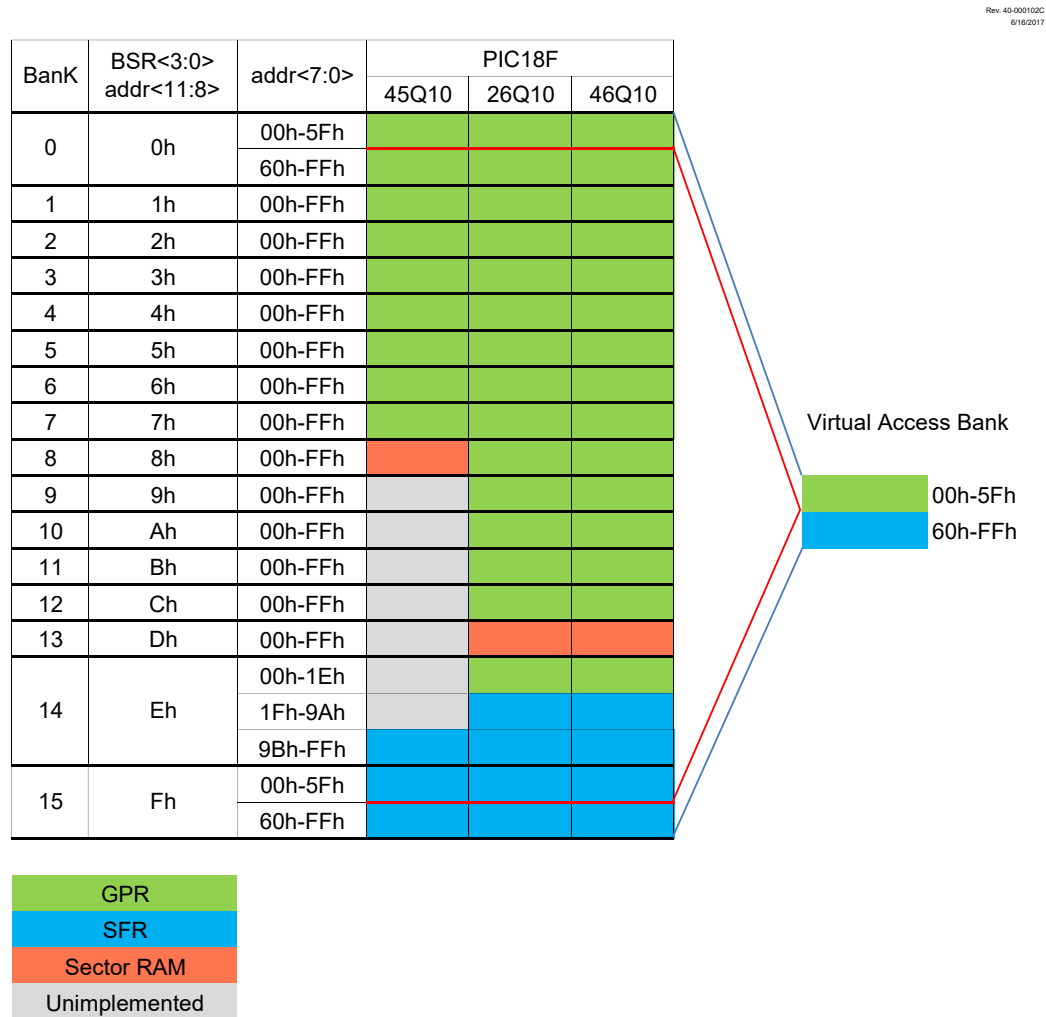 Rev. 40-000102C
6/16/2017
BanK BSR<3:0> addr<11:8> addr<7:0> PIC18F
45Q10 26Q10 46Q10
0 0h 00h-5Fh
60h-FFh
1 1h 00h-FFh
2 2h 00h-FFh
3 3h 00h-FFh
4 4h 00h-FFh
5 5h 00h-FFh
6 6h 00h-FFh
7 7h 00h-FFh
8 8h 00h-FFh
9 9h 00h-FFh
10 Ah 00h-FFh
11 Bh 00h-FFh
12 Ch 00h-FFh
13 Dh 00h-FFh
14 Eh 00h-1Eh
1Fh-9Ah
9Bh-FFh
15 Fh 00h-5Fh
60h-FFh
Virtual Access Bank
00h-5Fh
60h-FFh
GPR
SFR
Sector RAM
Unimplemented